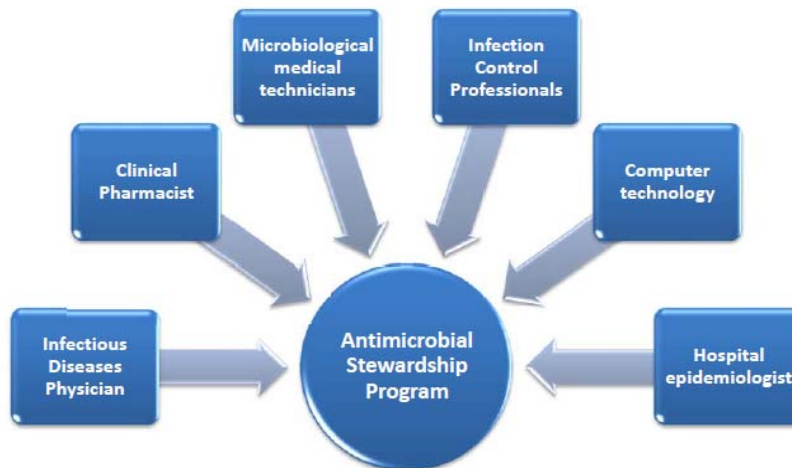 Microbiological
medical
technicians
Infection
Control
Professionals
Clinical
Pharmacist
Computer
technology
Infectious
Diseases
Physician
Antimicrobial
Stewardship
Program
Hospital
epidemiologist